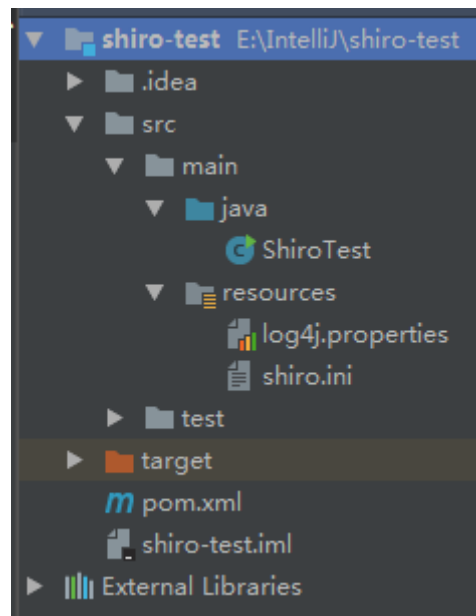 shiro-test E:\IntelliJ\shiro-test
.idea
src
main
java
ShiroTest
resources
log4j.properties
shiro.ini
test
target
pom.xml
shiro-test.iml
External Libraries